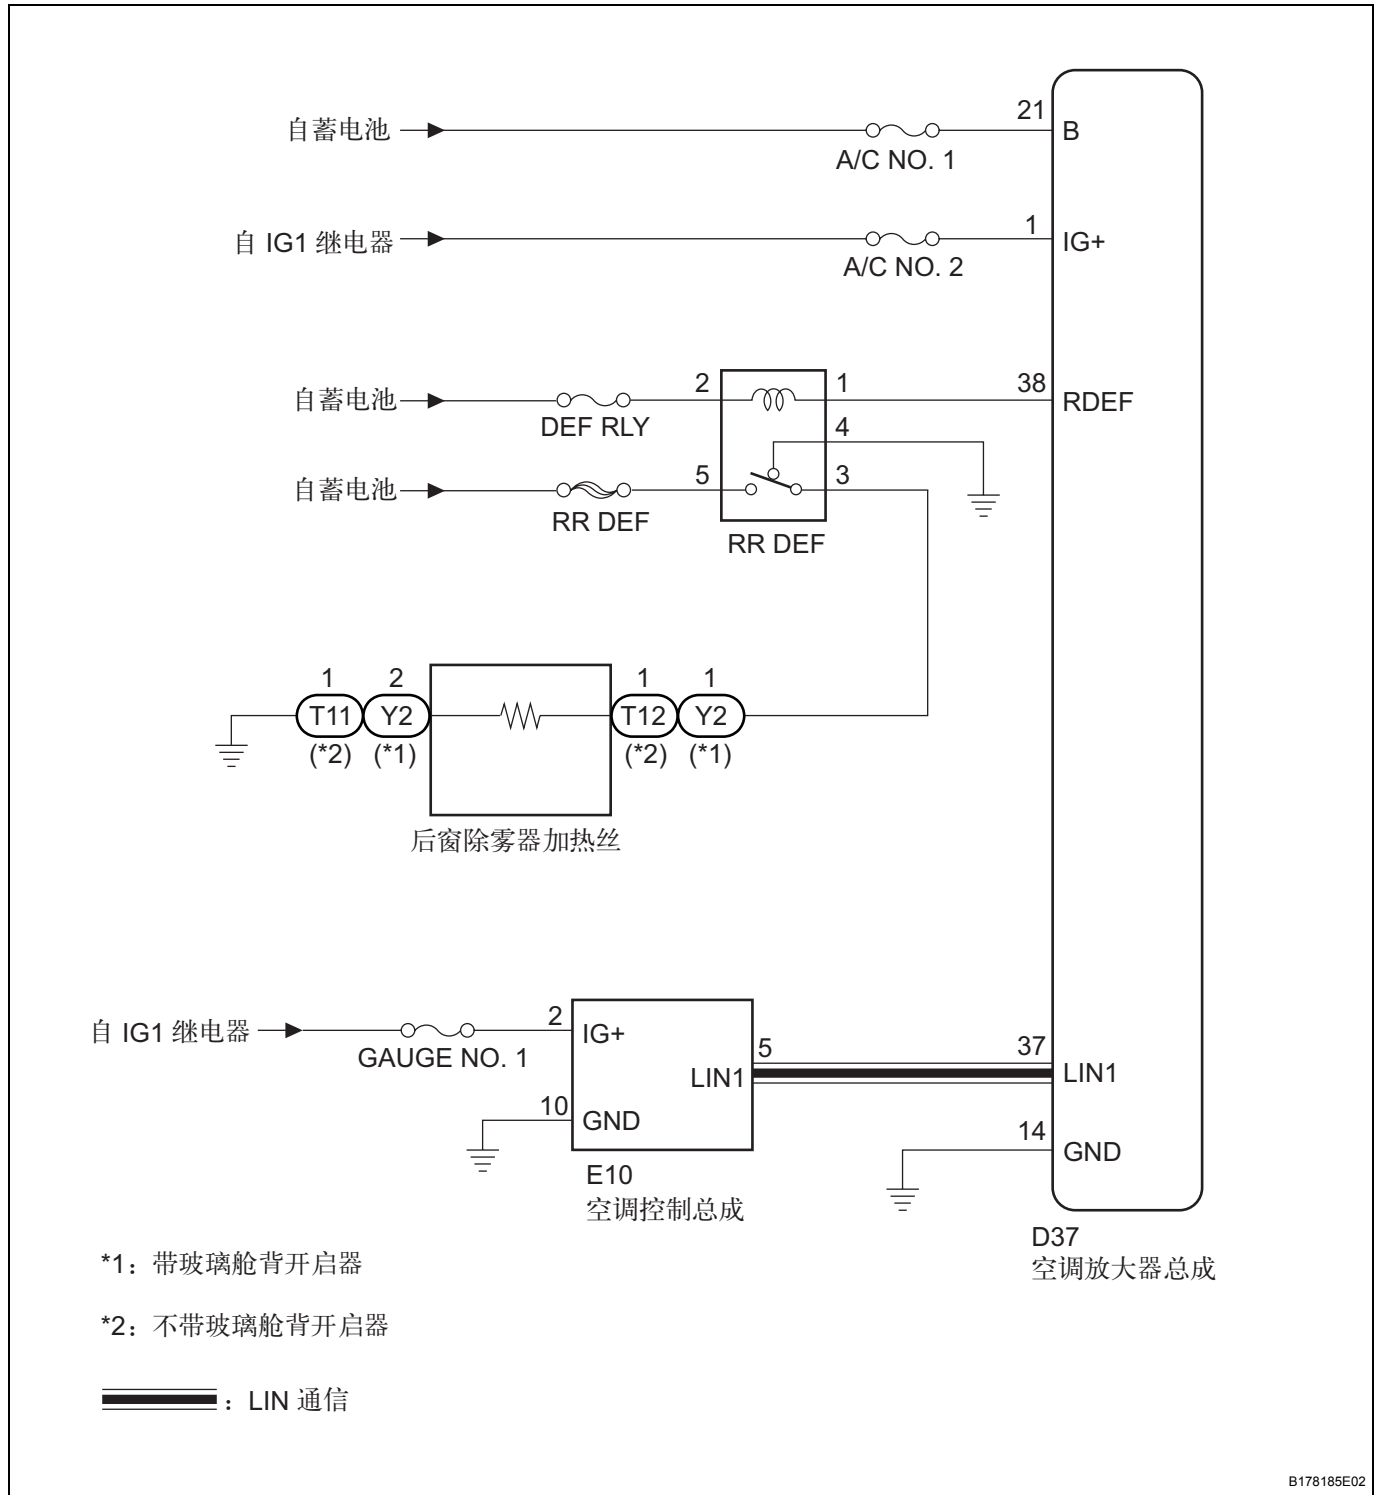 21
自蓄电池
B
A/C NO. 1
1
自 IG1 继电器
IG+
A/C NO. 2
2
1
38
自蓄电池
RDEF
DEF RLY
4
5
3
自蓄电池
RR DEF
RR DEF
1
2
1
1
T11
Y2
T12
Y2
(*2)
(*1)
(*2)
(*1)
后窗除雾器加热丝
2
自 IG1 继电器
IG+
GAUGE NO. 1
5
37
LIN1
LIN1
10
GND
14
GND
E10
空调控制总成
D37
空调放大器总成
*1：带玻璃舱背开启器
*2：不带玻璃舱背开启器
：LIN 通信
B178185E02